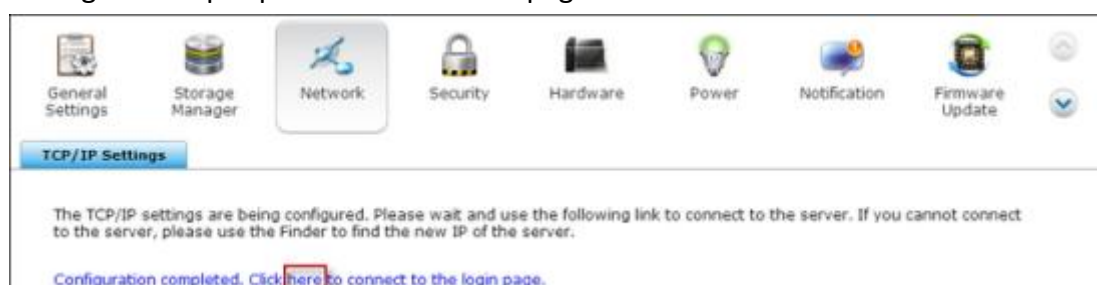 General Settings
Storage Manager
Network
Security
Hardware
Power
Notification
Firmware Update
TCP/IP Settings
The TCP/IP settings are being configured. Please wait and use the following link to connect to the server. If you cannot connect
to the server, please use the Finder to find the new IP of the server.
Configuration completed. Click here to connect to the login page.